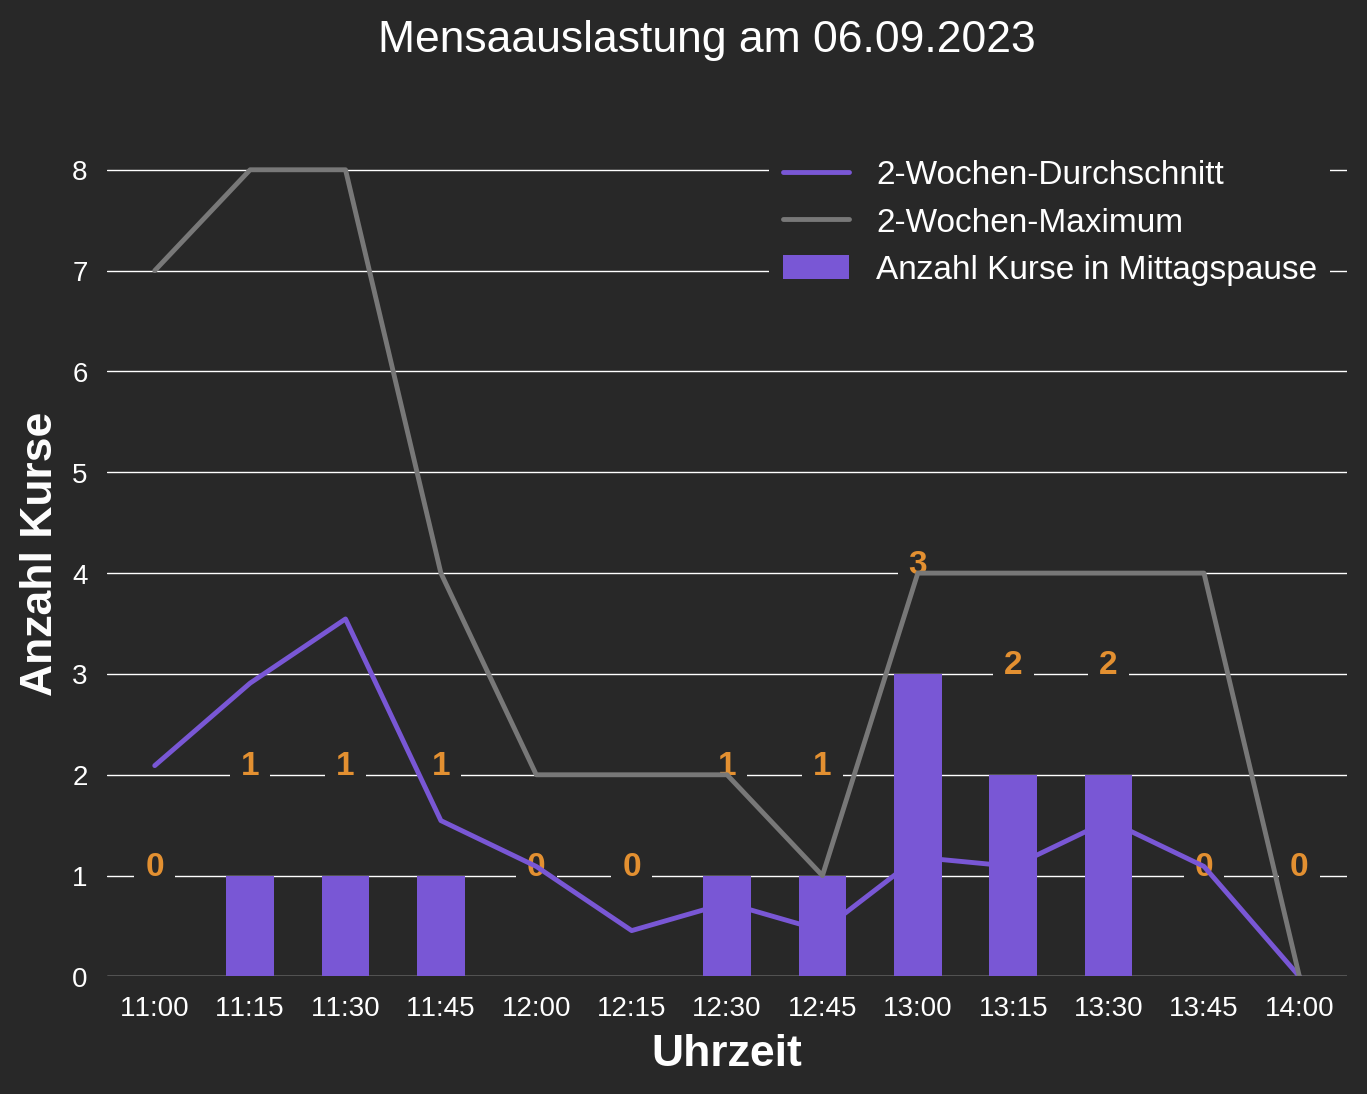 Mensaauslastung am 06.09.2023
2-Wochen-Durchschnitt
2-Wochen-Maximum
Anzahl Kurse in Mittagspause
Anzahl Kurse
8
7
6
5
4
3
2
1
0
3
2 2
1 1 1 1 1
0 0 0 0 0
11:00 11:15 11:30 11:45 12:00 12:15 12:30 12:45 13:00 13:15 13:30 13:45 14:00
Uhrzeit